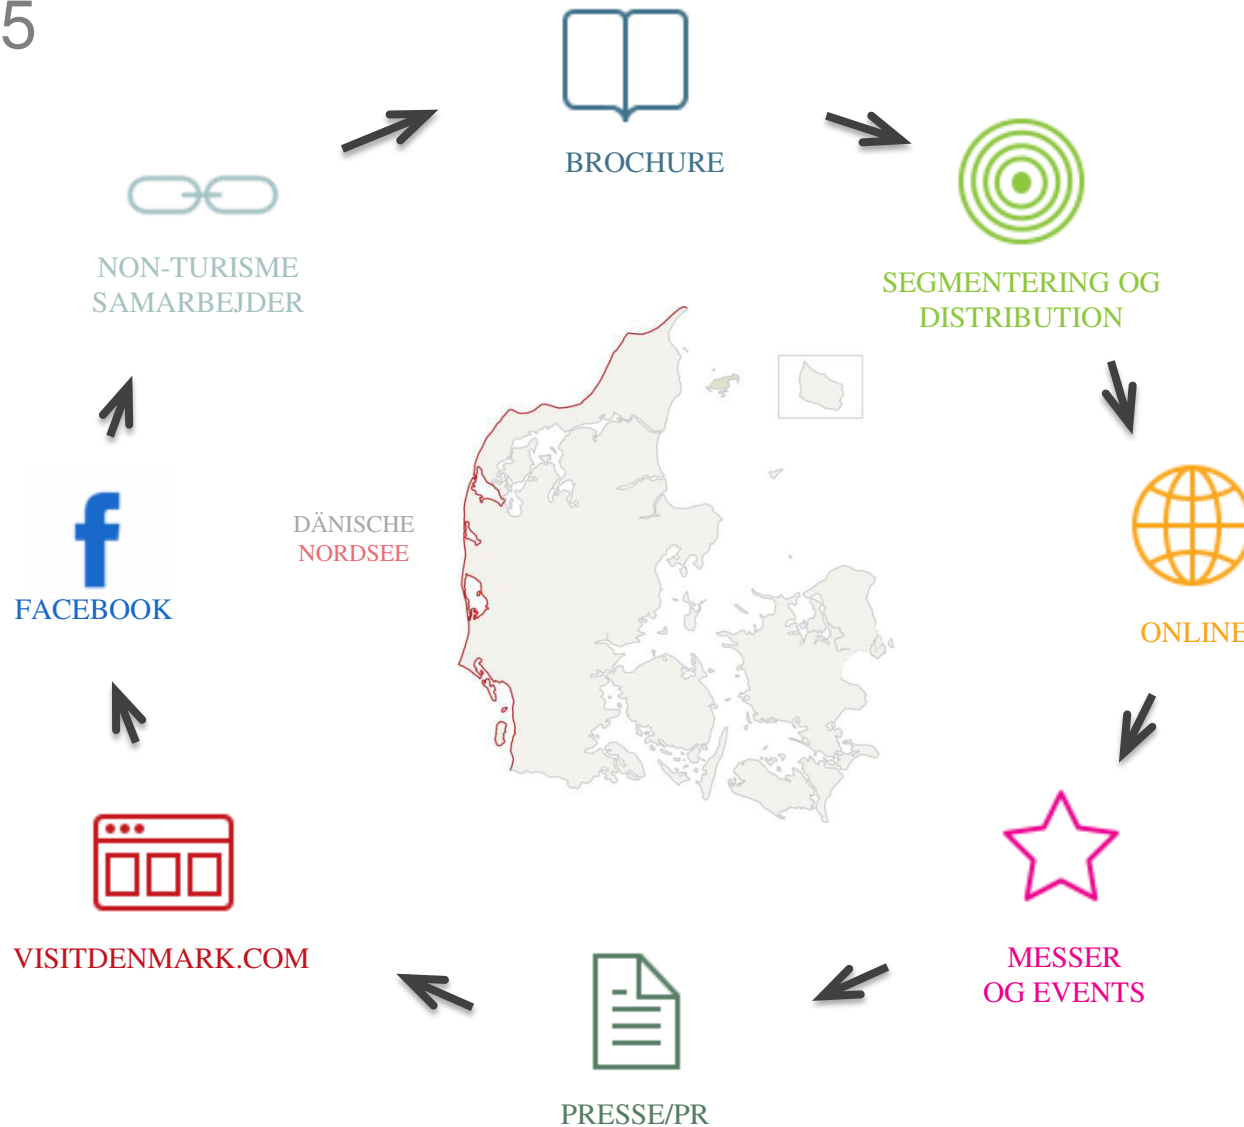 5
BROCHURE
SEGMENTERING OG
DISTRIBUTION
NON-TURISME
SAMARBEJDER
DÄNISCHE
NORDSEE
FACEBOOK
ONLINE
VISITDENMARK.COM
MESSER
OG EVENTS
PRESSE/PR